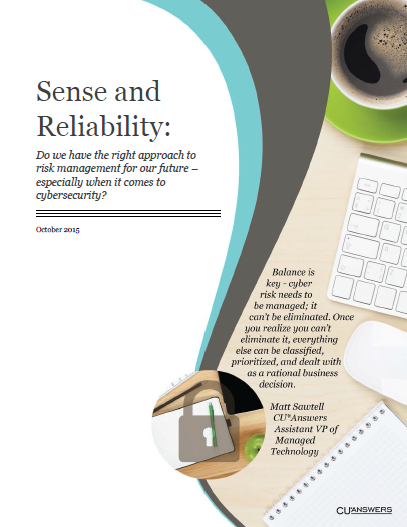 Sense and
Reliability:
Do we have the right approach to
risk management for our future –
especially when it comes to
cybersecurity?
October 2015
Balance is
key - cyber
risk needs to
be managed; it
can't be eliminated. Once
you realize you can't
eliminate it, everything
else can be classified,
prioritized, and dealt with
as a rational business
decision.
Matt Sawtell
CU*Answers
Assistant VP of
Managed
Technology
CU*ANSWERS